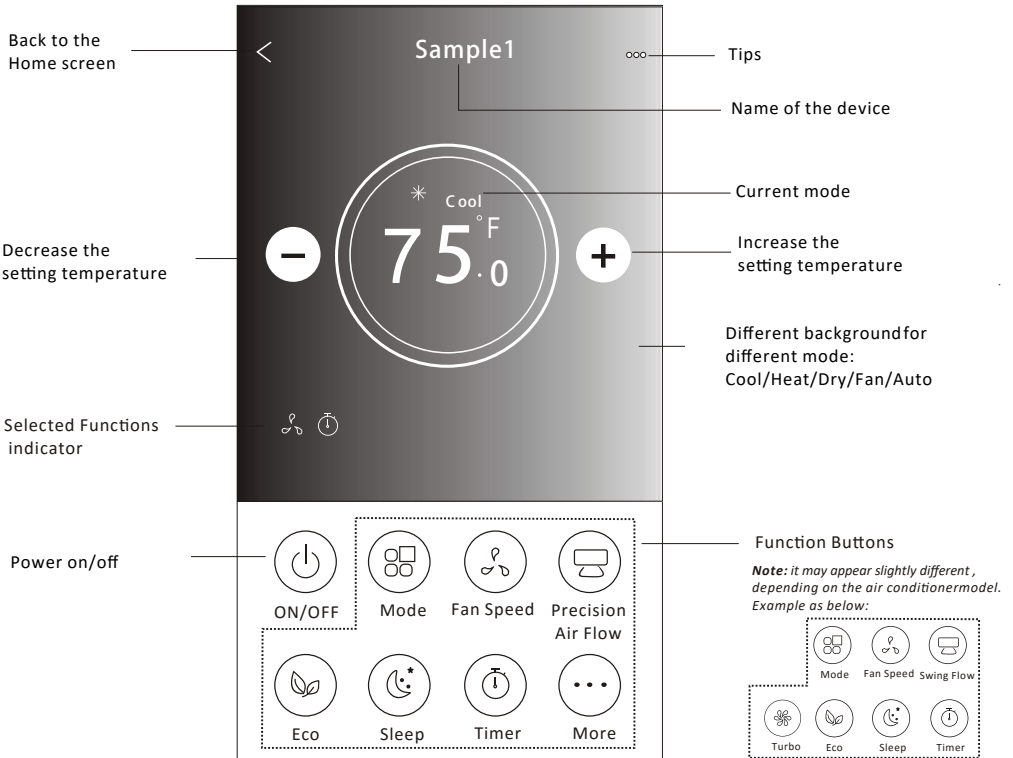 Back to the
Home screen
Sample1
Tips
Name of the device
Cool
Current mode
75.0 °F
Decrease the
setting temperature
−
+
Increase the
setting temperature
Different background for
different mode:
Cool/Heat/Dry/Fan/Auto
Selected Functions
indicator
Power on/off
ON/OFF
Mode
Fan Speed
Precision
Air Flow
Eco
Sleep
Timer
More
Function Buttons
Note: it may appear slightly different ,
depending on the air conditionermodel.
Example as below:
Mode
Fan Speed
Swing Flow
Turbo
Eco
Sleep
Timer